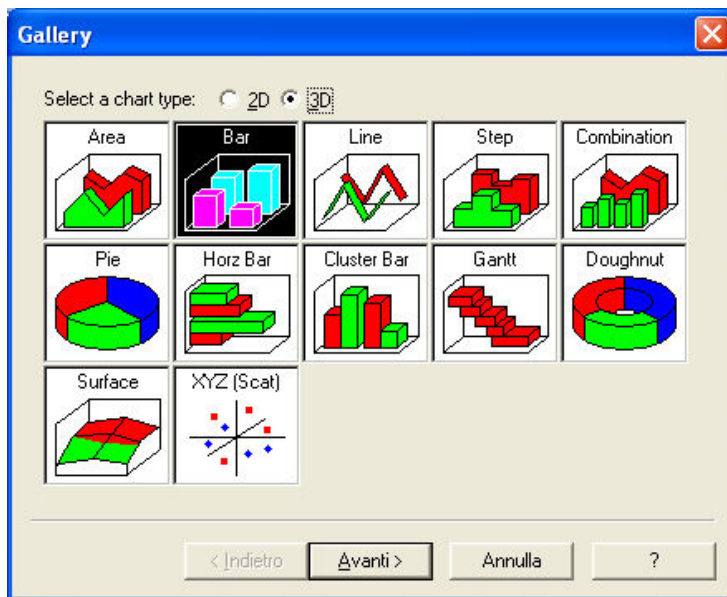 Gallery
Select a chart type: 2D 3D
Area Bar Line Step Combination
Pie Horz Bar Cluster Bar Gantt Doughnut
Surface XYZ (Scat)
< Indietro Avanti > Annulla ?